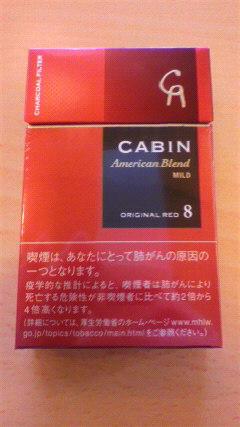 CHARCOAL FILTER
CA
CABIN
American Blend
MILD
ORIGINAL RED 8
喫煙は、あなたにとって肺がんの原因の
一つとなります。
疫学的な推計によると、喫煙者は肺がんにより
死亡する危険性が非喫煙者に比べて約2倍から
4倍高くなります。
(詳細については、厚生労働省のホーム・ページwww.mhlw.
go.jp/topics/tobacco/main.htmlをご参照ください。)